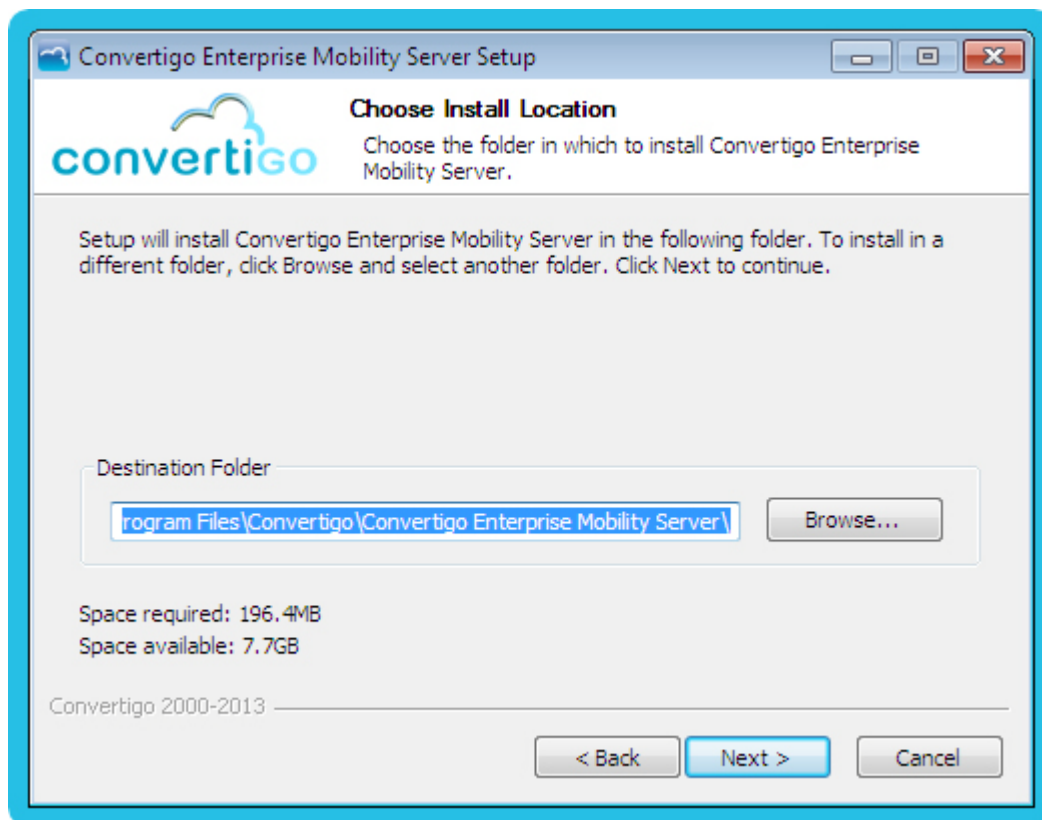 Convertigo Enterprise Mobility Server Setup
convertigo
Choose Install Location
Choose the folder in which to install Convertigo Enterprise
Mobility Server.
Setup will install Convertigo Enterprise Mobility Server in the following folder. To install in a
different folder, click Browse and select another folder. Click Next to continue.
Destination Folder
rogram Files\Convertigo\Convertigo Enterprise Mobility Server\
Browse...
Space required: 196.4MB
Space available: 7.7GB
Convertigo 2000-2013
< Back Next > Cancel